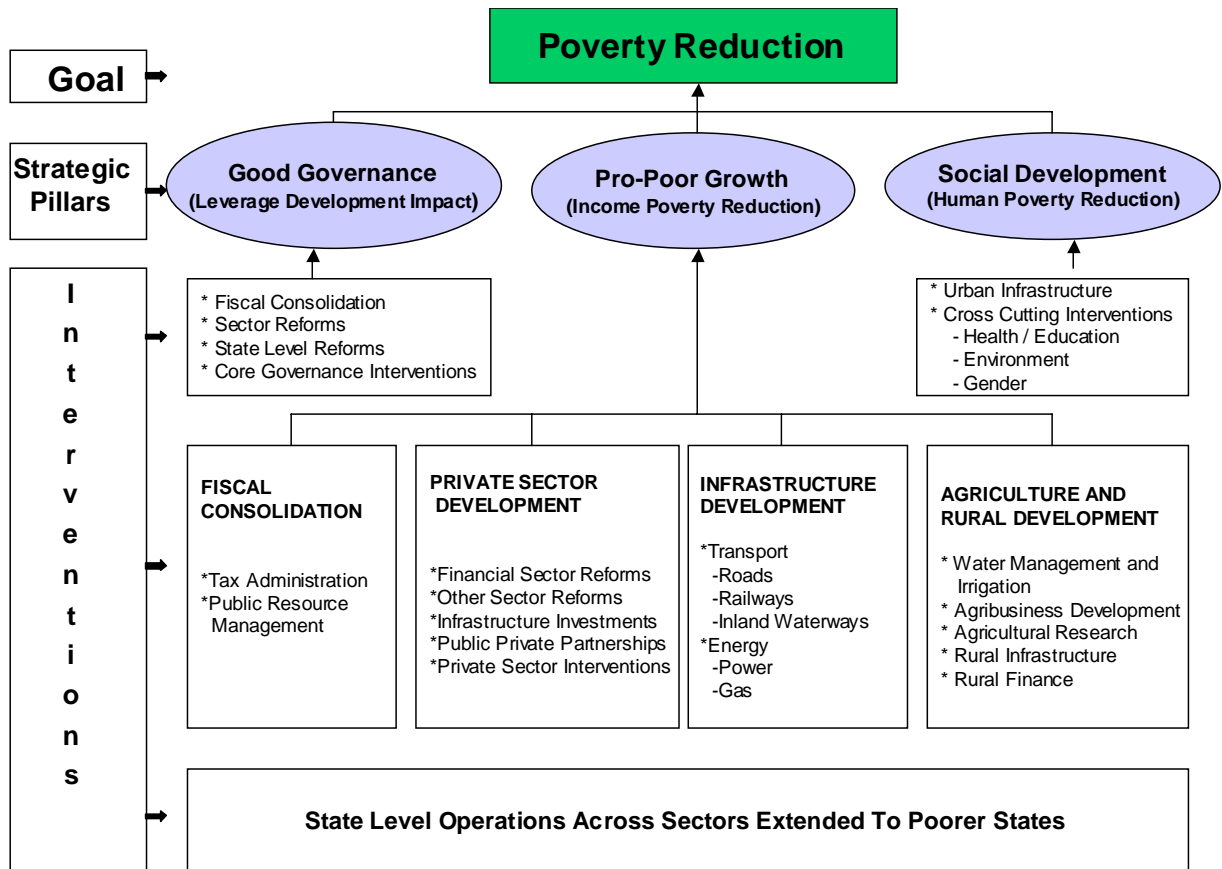 Poverty Reduction
Goal
Strategic
Pillars
Good Governance
(Leverage Development Impact)
Pro-Poor Growth
(Income Poverty Reduction)
Social Development
(Human Poverty Reduction)
I
n
t
e
r
v
e
n
t
i
o
n
s
* Fiscal Consolidation
* Sector Reforms
* State Level Reforms
* Core Governance Interventions
* Urban Infrastructure
* Cross Cutting Interventions
- Health / Education
- Environment
- Gender
FISCAL
CONSOLIDATION
*Tax Administration
*Public Resource
Management
PRIVATE SECTOR
DEVELOPMENT
*Financial Sector Reforms
*Other Sector Reforms
*Infrastructure Investments
*Public Private Partnerships
*Private Sector Interventions
INFRASTRUCTURE
DEVELOPMENT
*Transport
-Roads
-Railways
-Inland Waterways
*Energy
-Power
-Gas
AGRICULTURE AND
RURAL DEVELOPMENT
* Water Management and
Irrigation
* Agribusiness Development
* Agricultural Research
* Rural Infrastructure
* Rural Finance
State Level Operations Across Sectors Extended To Poorer States